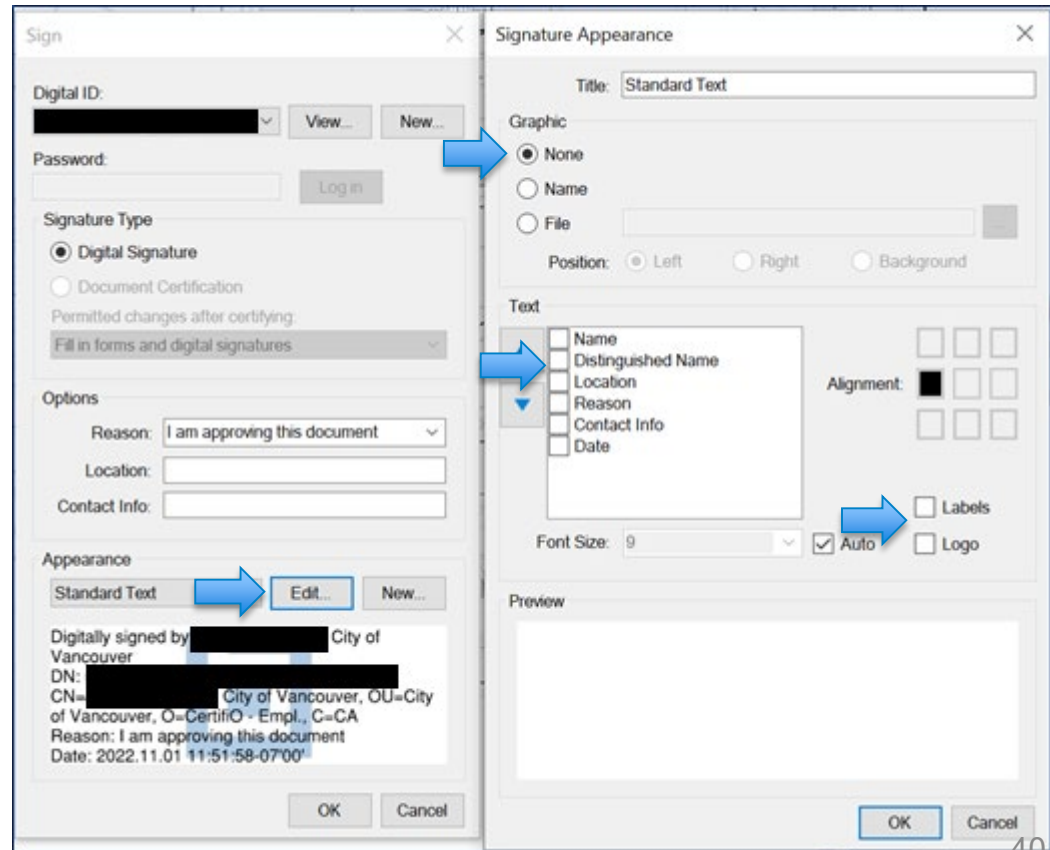 Sign
Digital ID:
View... New...
Password:
Log in
Signature Type
Digital Signature
Document Certification
Permitted changes after certifying:
Fill in forms and digital signatures
Options
Reason: I am approving this document
Location:
Contact Info:
Appearance
Standard Text Edit... New...
Digitally signed by City of
Vancouver
DN:
CN= City of Vancouver, OU=City
of Vancouver, O=CertifiO - Empl., C=CA
Reason: I am approving this document
Date: 2022.11.01 11:51:58-07'00'
OK Cancel
Signature Appearance
Title: Standard Text
Graphic
None
Name
File ...
Position: Left Right Background
Text
Name
Distinguished Name
Location
Reason
Contact Info
Date
Alignment:
Labels
Font Size: 9 Auto Logo
Preview
OK Cancel